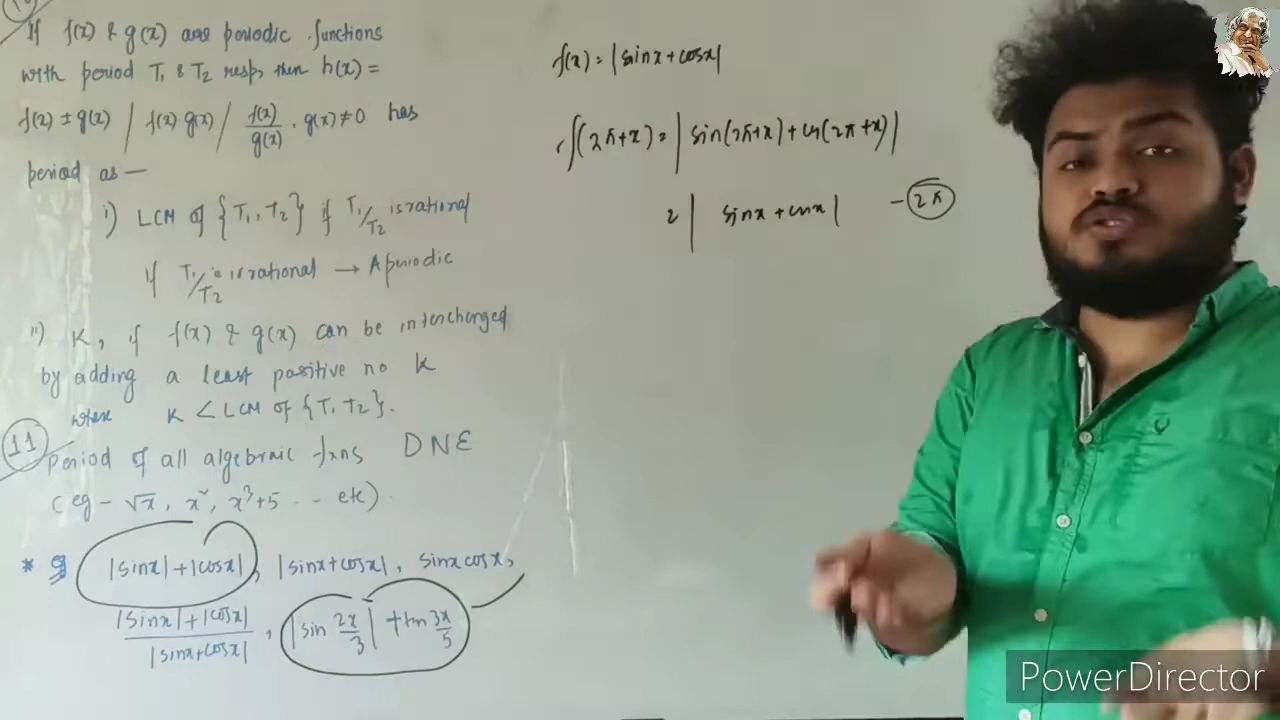 10
If f(x) & g(x) are periodic functions
with period T₁ & T₂ resp, then h(x) =
f(x) ± g(x) / f(x) g(x) / f(x)/g(x) . g(x) ≠ 0 has
period as —
i) LCM of {T₁, T₂} if T₁/T₂ is rational
if T₁/T₂ is irrational → Aperiodic
ii) K, if f(x) & g(x) can be interchanged
by adding a least positive no K
where K < LCM of {T₁, T₂}.
11
Period of all algebraic fxns DNE
(eg - √x, x², x³+5 -- etc).
* g |sinx|+|cosx|, |sinx+cosx|, sinxcosx,
|sinx|+|cosx| / |sinx+cosx| , |sin 2x/3| + tan 3x/5
f(x) = |sinx+cosx|
f(2π+x) = |sin(2π+x)+cos(2π+x)|
= | sinx + cosx | - 2π
PowerDirector